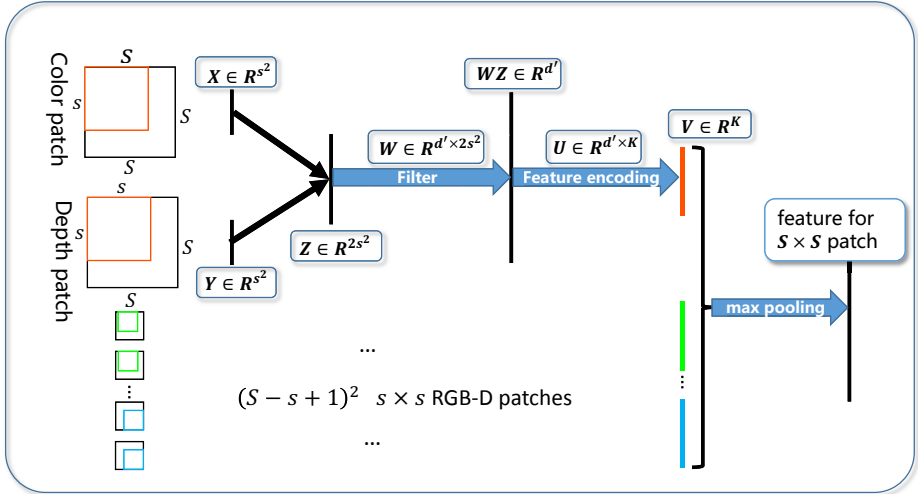 Color patch
S
s
S
S
X ∈ R^{s^2}
WZ ∈ R^{d'}
V ∈ R^K
W ∈ R^{d'×2s^2}
U ∈ R^{d'×K}
Filter
Feature encoding
Depth patch
s
s
S
S
Y ∈ R^{s^2}
Z ∈ R^{2s^2}
feature for
S × S patch
max pooling
...
...
(S − s + 1)^2 s × s RGB-D patches
...
...